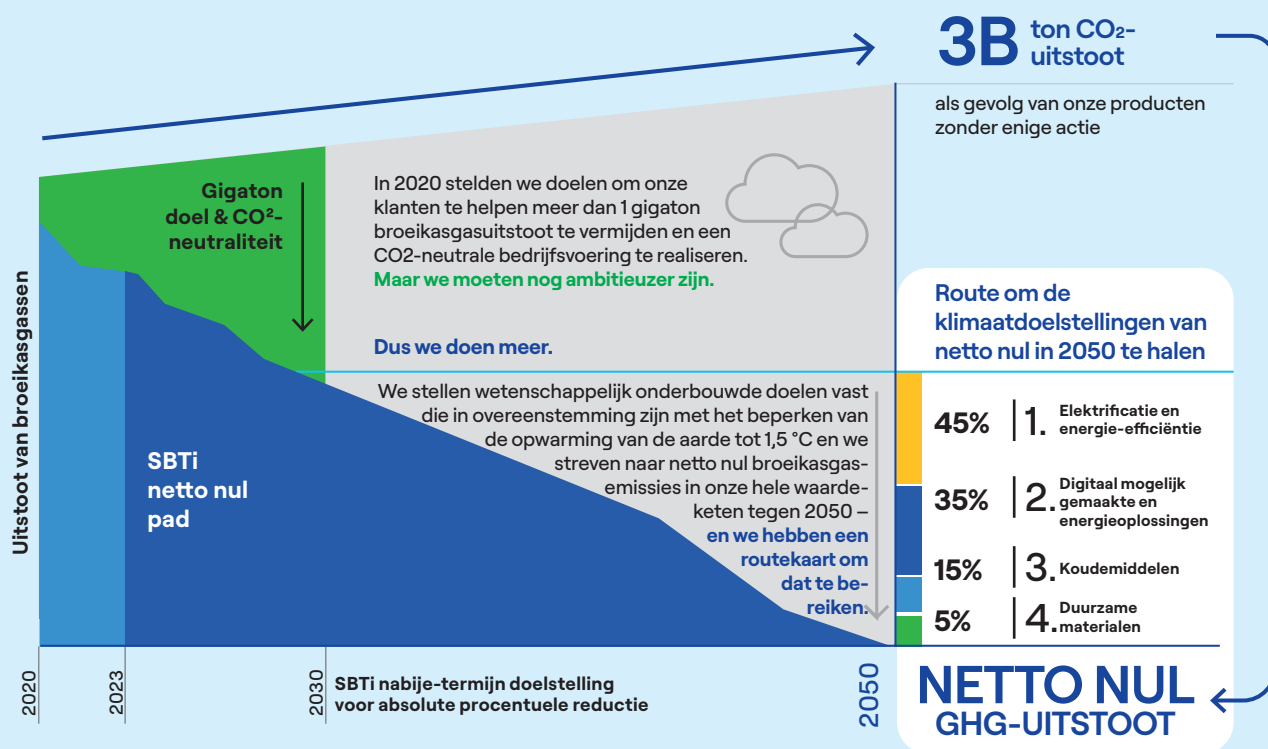 3B ton CO₂-
uitstoot
als gevolg van onze producten
zonder enige actie
Gigaton
doel & CO²-
neutraliteit
In 2020 stelden we doelen om onze
klanten te helpen meer dan 1 gigaton
broeikasgasuitstoot te vermijden en een
CO2-neutrale bedrijfsvoering te realiseren.
Maar we moeten nog ambitieuzer zijn.
Dus we doen meer.
We stellen wetenschappelijk onderbouwde doelen vast
die in overeenstemming zijn met het beperken van
de opwarming van de aarde tot 1,5 °C en we
streven naar netto nul broeikasgas-
emissies in onze hele waarde-
keten tegen 2050 –
en we hebben een
routekaart om
dat te be-
reiken.
Uitstoot van broeikasgassen
SBTi
netto nul
pad
Route om de
klimaatdoelstellingen van
netto nul in 2050 te halen
45% 1. Elektrificatie en
energie-efficiëntie
35% 2. Digitaal mogelijk
gemaakte en
energieoplossingen
15% 3. Koudemiddelen
5% 4. Duurzame
materialen
2020
2023
2030
SBTi nabije-termijn doelstelling
voor absolute procentuele reductie
2050
NETTO NUL
GHG-UITSTOOT